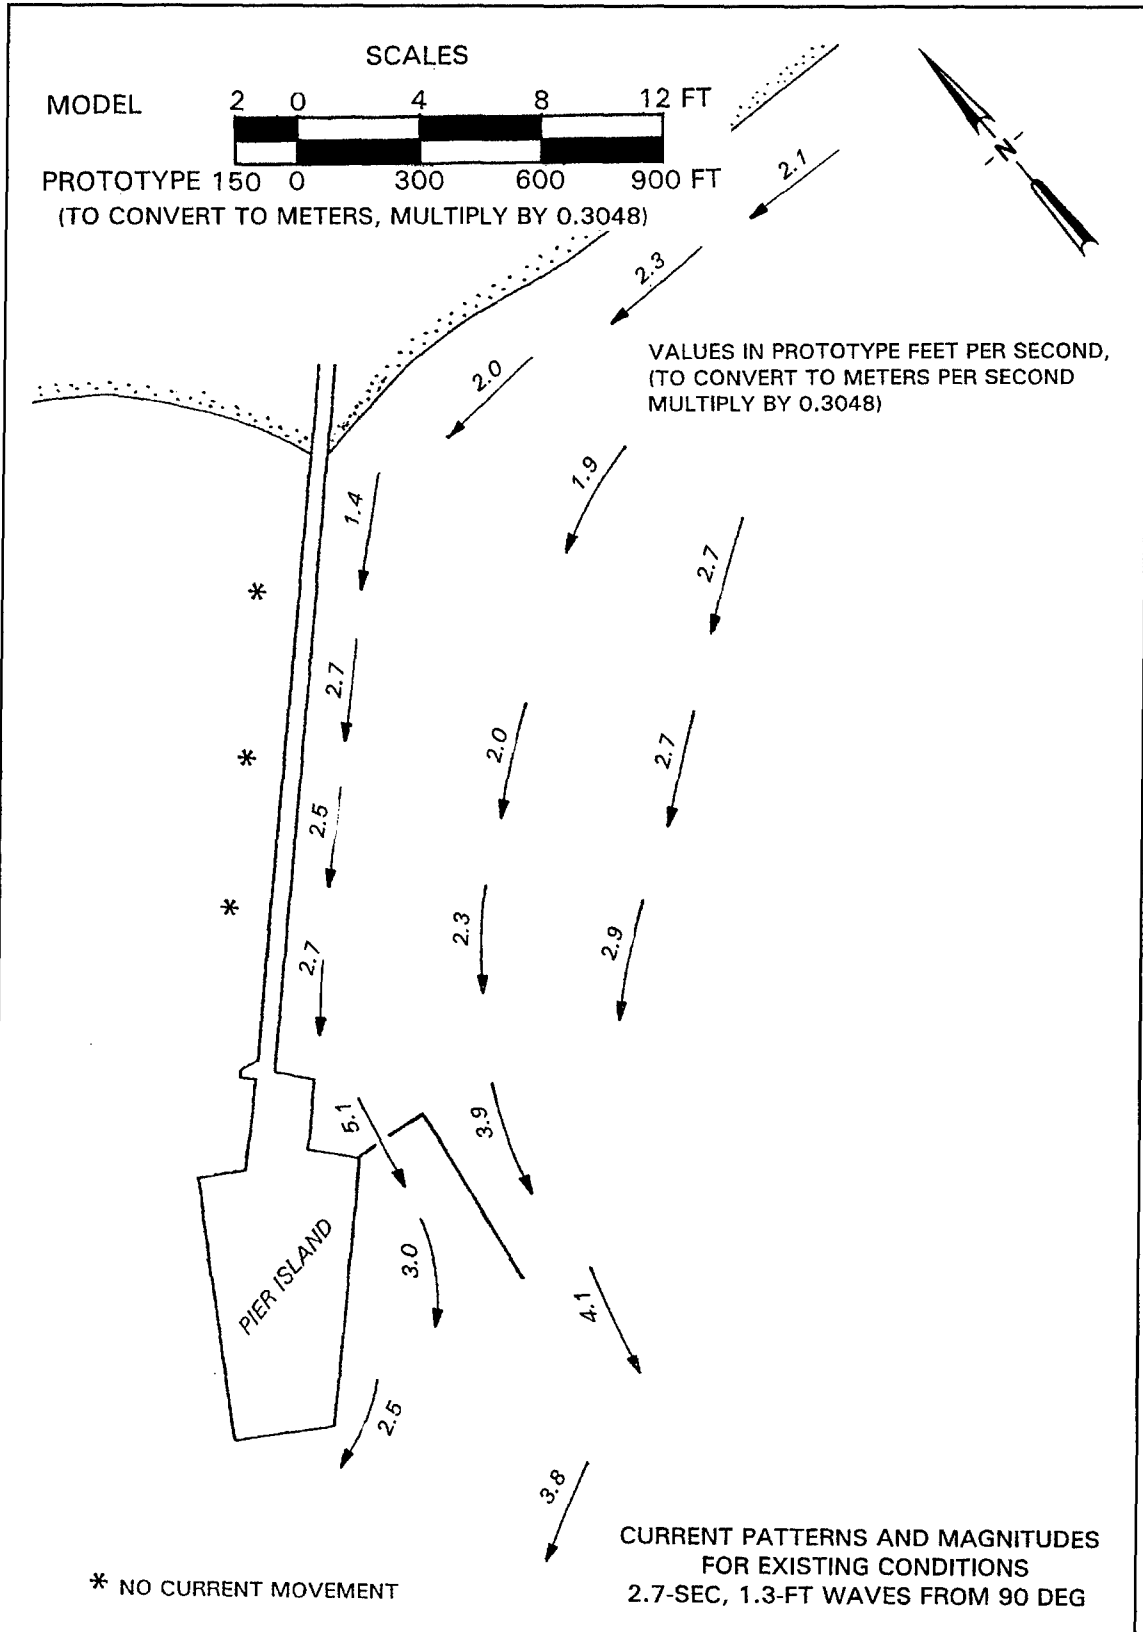 SCALES
MODEL 2 0 4 8 12 FT
PROTOTYPE 150 0 300 600 900 FT
(TO CONVERT TO METERS, MULTIPLY BY 0.3048)
N
2.1
2.3
VALUES IN PROTOTYPE FEET PER SECOND,
(TO CONVERT TO METERS PER SECOND
MULTIPLY BY 0.3048)
2.0
1.9
1.4
2.7
*
2.7
2.0
2.7
*
2.5
*
2.3
2.9
2.7
5.1
3.9
PIER ISLAND
3.0
4.1
2.5
3.8
CURRENT PATTERNS AND MAGNITUDES
FOR EXISTING CONDITIONS
2.7-SEC, 1.3-FT WAVES FROM 90 DEG
* NO CURRENT MOVEMENT